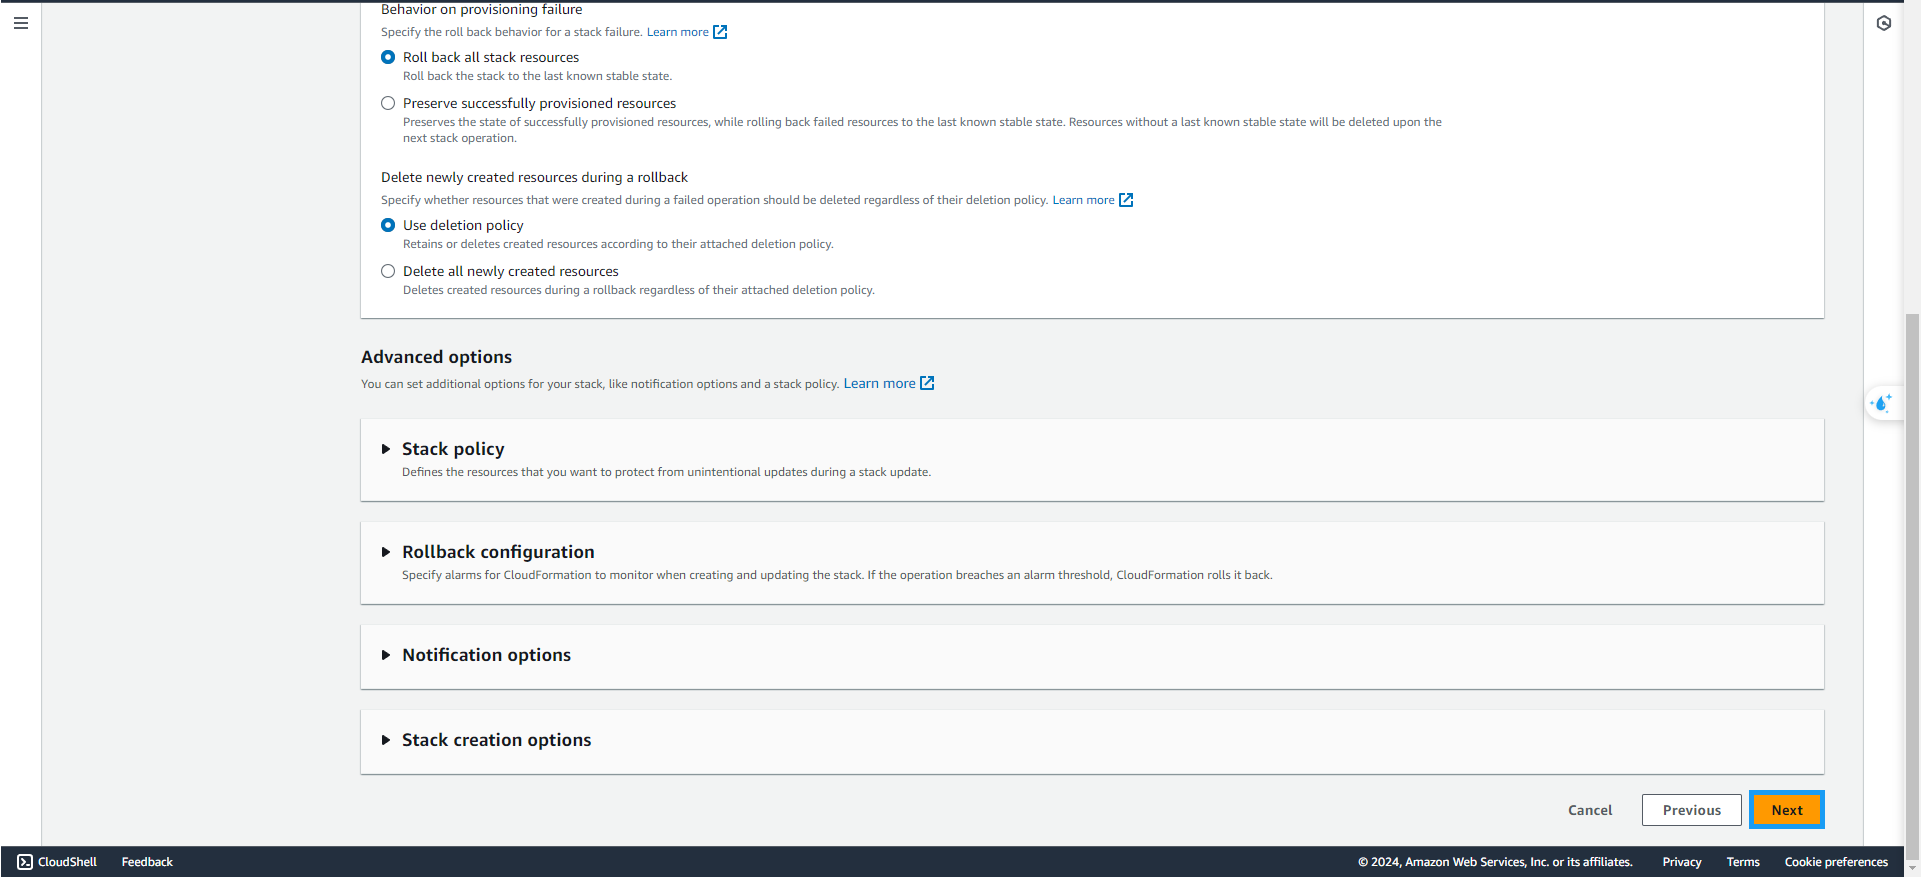 Behavior on provisioning failure
Specify the roll back behavior for a stack failure. Learn more
Roll back all stack resources
Roll back the stack to the last known stable state.
Preserve successfully provisioned resources
Preserves the state of successfully provisioned resources, while rolling back failed resources to the last known stable state. Resources without a last known stable state will be deleted upon the
next stack operation.
Delete newly created resources during a rollback
Specify whether resources that were created during a failed operation should be deleted regardless of their deletion policy. Learn more
Use deletion policy
Retains or deletes created resources according to their attached deletion policy.
Delete all newly created resources
Deletes created resources during a rollback regardless of their attached deletion policy.
Advanced options
You can set additional options for your stack, like notification options and a stack policy. Learn more
Stack policy
Defines the resources that you want to protect from unintentional updates during a stack update.
Rollback configuration
Specify alarms for CloudFormation to monitor when creating and updating the stack. If the operation breaches an alarm threshold, CloudFormation rolls it back.
Notification options
Stack creation options
Cancel Previous Next
CloudShell Feedback © 2024, Amazon Web Services, Inc. or its affiliates. Privacy Terms Cookie preferences